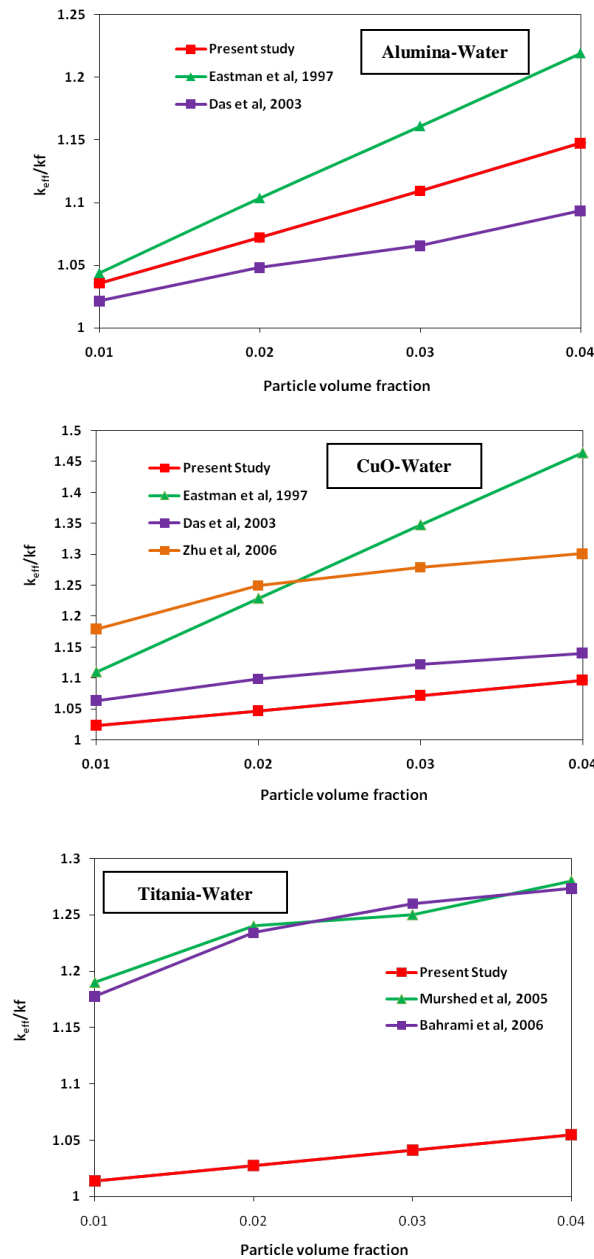 1.25
1.2
1.15
1.1
1.05
1
k_eff/kf
Present study
Eastman et al, 1997
Das et al, 2003
Alumina-Water
0.01 0.02 0.03 0.04
Particle volume fraction
1.5
1.45
1.4
1.35
1.3
1.25
1.2
1.15
1.1
1.05
1
k_eff/kf
Present Study
Eastman et al, 1997
Das et al, 2003
Zhu et al, 2006
CuO-Water
0.01 0.02 0.03 0.04
Particle volume fraction
1.3
1.25
1.2
1.15
1.1
1.05
1
k_eff/kf
Titania-Water
Present Study
Murshed et al, 2005
Bahrami et al, 2006
0.01 0.02 0.03 0.04
Particle volume fraction